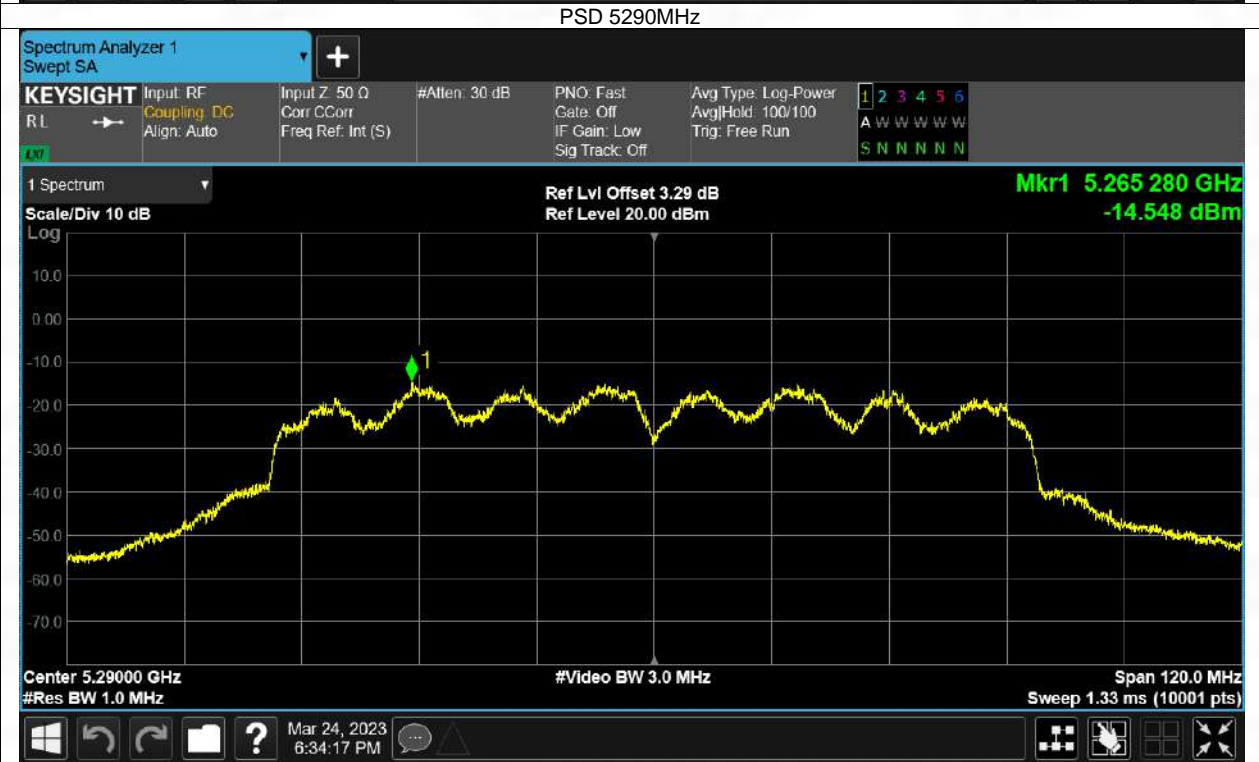 PSD 5290MHz
Spectrum Analyzer 1
Swept SA
+
KEYSIGHT
RL
LXI
Input: RF
Coupling: DC
Align: Auto
Input Z: 50 Ω
Corr CCorr
Freq Ref: Int (S)
#Atten: 30 dB
PNO: Fast
Gate: Off
IF Gain: Low
Sig Track: Off
Avg Type: Log-Power
Avg|Hold: 100/100
Trig: Free Run
1 2 3 4 5 6
A W W W W W
S N N N N N
1 Spectrum
Scale/Div 10 dB
Log
Ref Lvl Offset 3.29 dB
Ref Level 20.00 dBm
Mkr1 5.265 280 GHz
-14.548 dBm
10.0
0.00
-10.0
-20.0
-30.0
-40.0
-50.0
-60.0
-70.0
1
Center 5.29000 GHz
#Res BW 1.0 MHz
#Video BW 3.0 MHz
Span 120.0 MHz
Sweep 1.33 ms (10001 pts)
?
Mar 24, 2023
6:34:17 PM